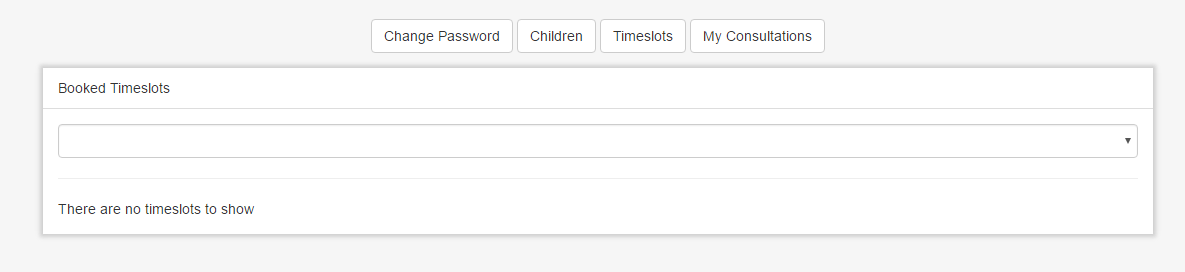 Change Password Children Timeslots My Consultations
Booked Timeslots
There are no timeslots to show